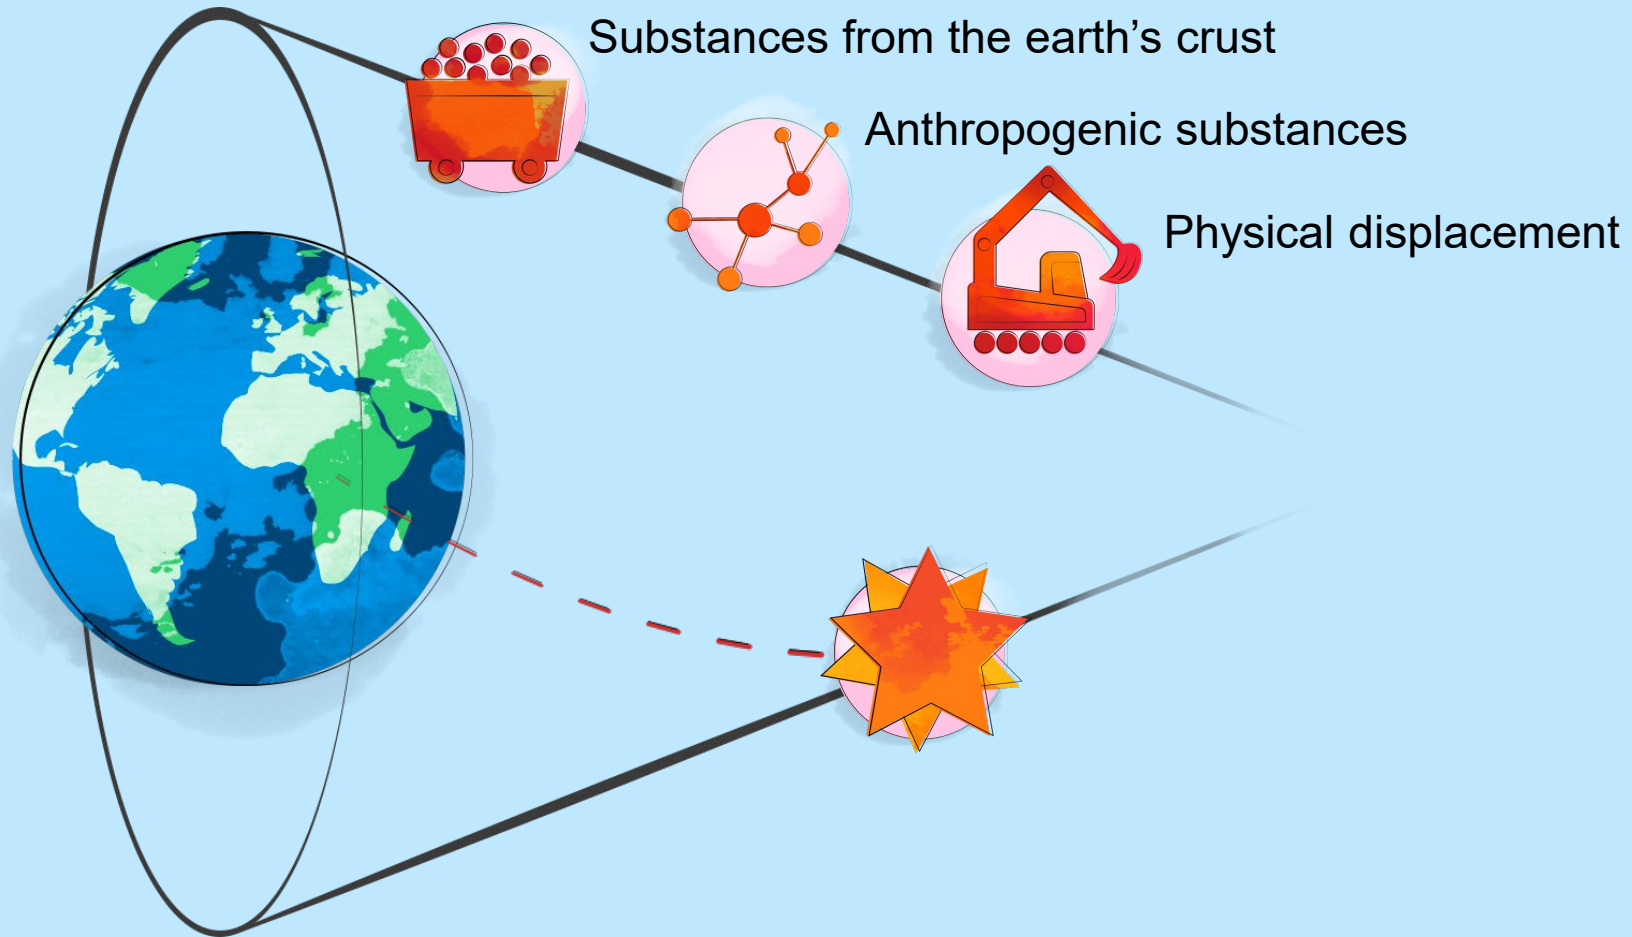 Substances from the earth’s crust
Anthropogenic substances
Physical displacement